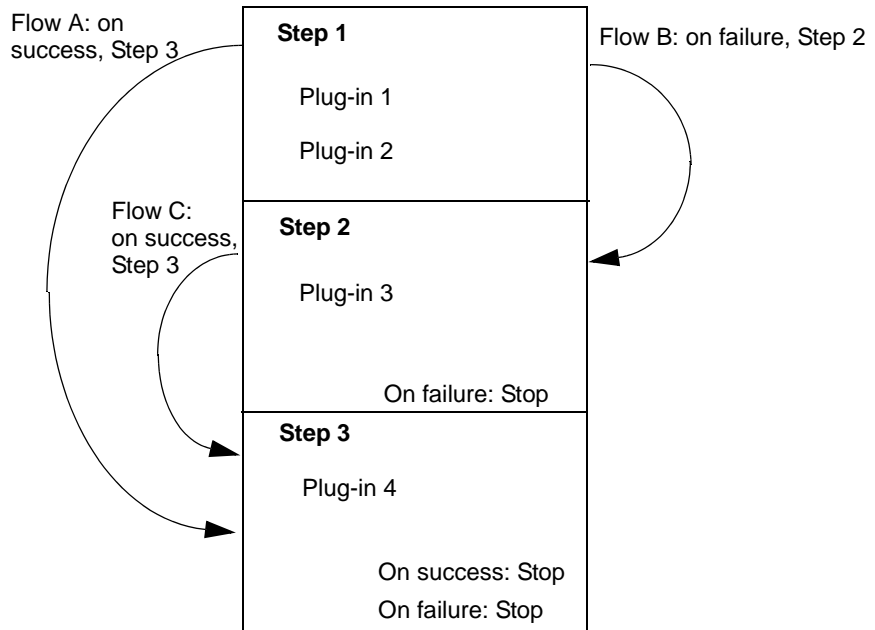 Flow A: on
success, Step 3
Step 1
Flow B: on failure, Step 2
Plug-in 1
Plug-in 2
Flow C:
on success,
Step 3
Step 2
Plug-in 3
On failure: Stop
Step 3
Plug-in 4
On success: Stop
On failure: Stop